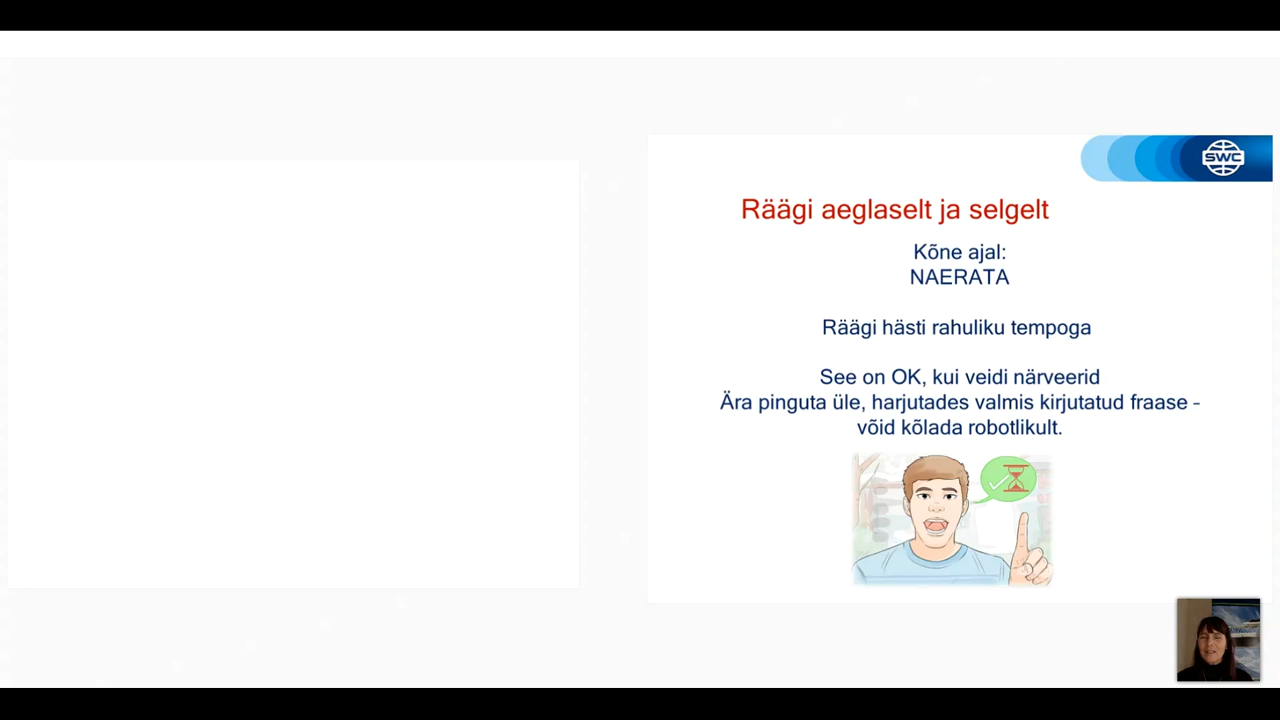 SWC
Räägi aeglaselt ja selgelt
Kõne ajal:
NAERATA
Räägi hästi rahuliku tempoga
See on OK, kui veidi närveerid
Ära pinguta üle, harjutades valmis kirjutatud fraase -
võid kõlada robotlikult.